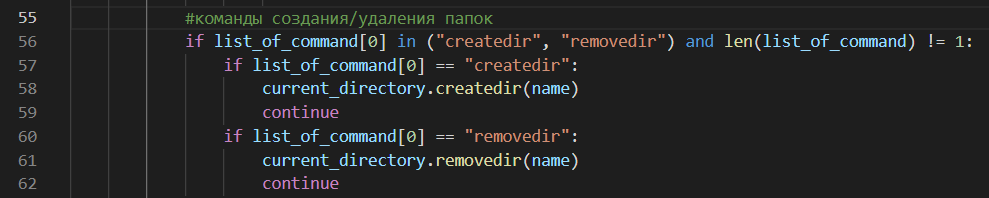 55 #команды создания/удаления папок
56 if list_of_command[0] in ("createdir", "removedir") and len(list_of_command) != 1:
57 if list_of_command[0] == "createdir":
58 current_directory.createdir(name)
59 continue
60 if list_of_command[0] == "removedir":
61 current_directory.removedir(name)
62 continue